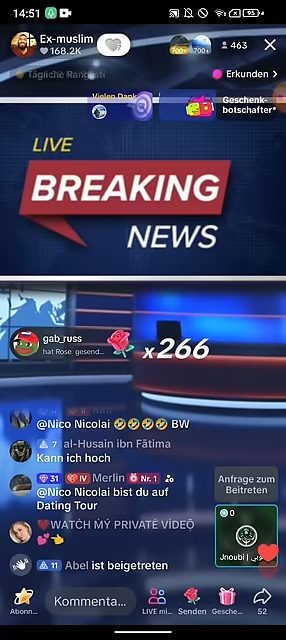 14:51
95
Ex-muslim
168.2K
700+
700+
463
Tägliche Rangliste
Erkunden >
Vielen Dank
Geschenk-
botschafter*
LIVE
BREAKING
NEWS
gab_russ
hat Rose gesend...
x266
@Nico Nicolai 🤣🤣🤣🤣 BW
7 al-Husain ibn Fātima
Kann ich hoch
31 IV Merlin Nr. 1
@Nico Nicolai bist du auf
Dating Tour
Anfrage zum
Beitreten
❤️WATCH MY PRIVATE VIDEO
💕👉
0
Jnoubi |
11 Abel ist beigetreten
Abonn...
Kommenta...
LIVE mi...
Senden
Gesche...
52